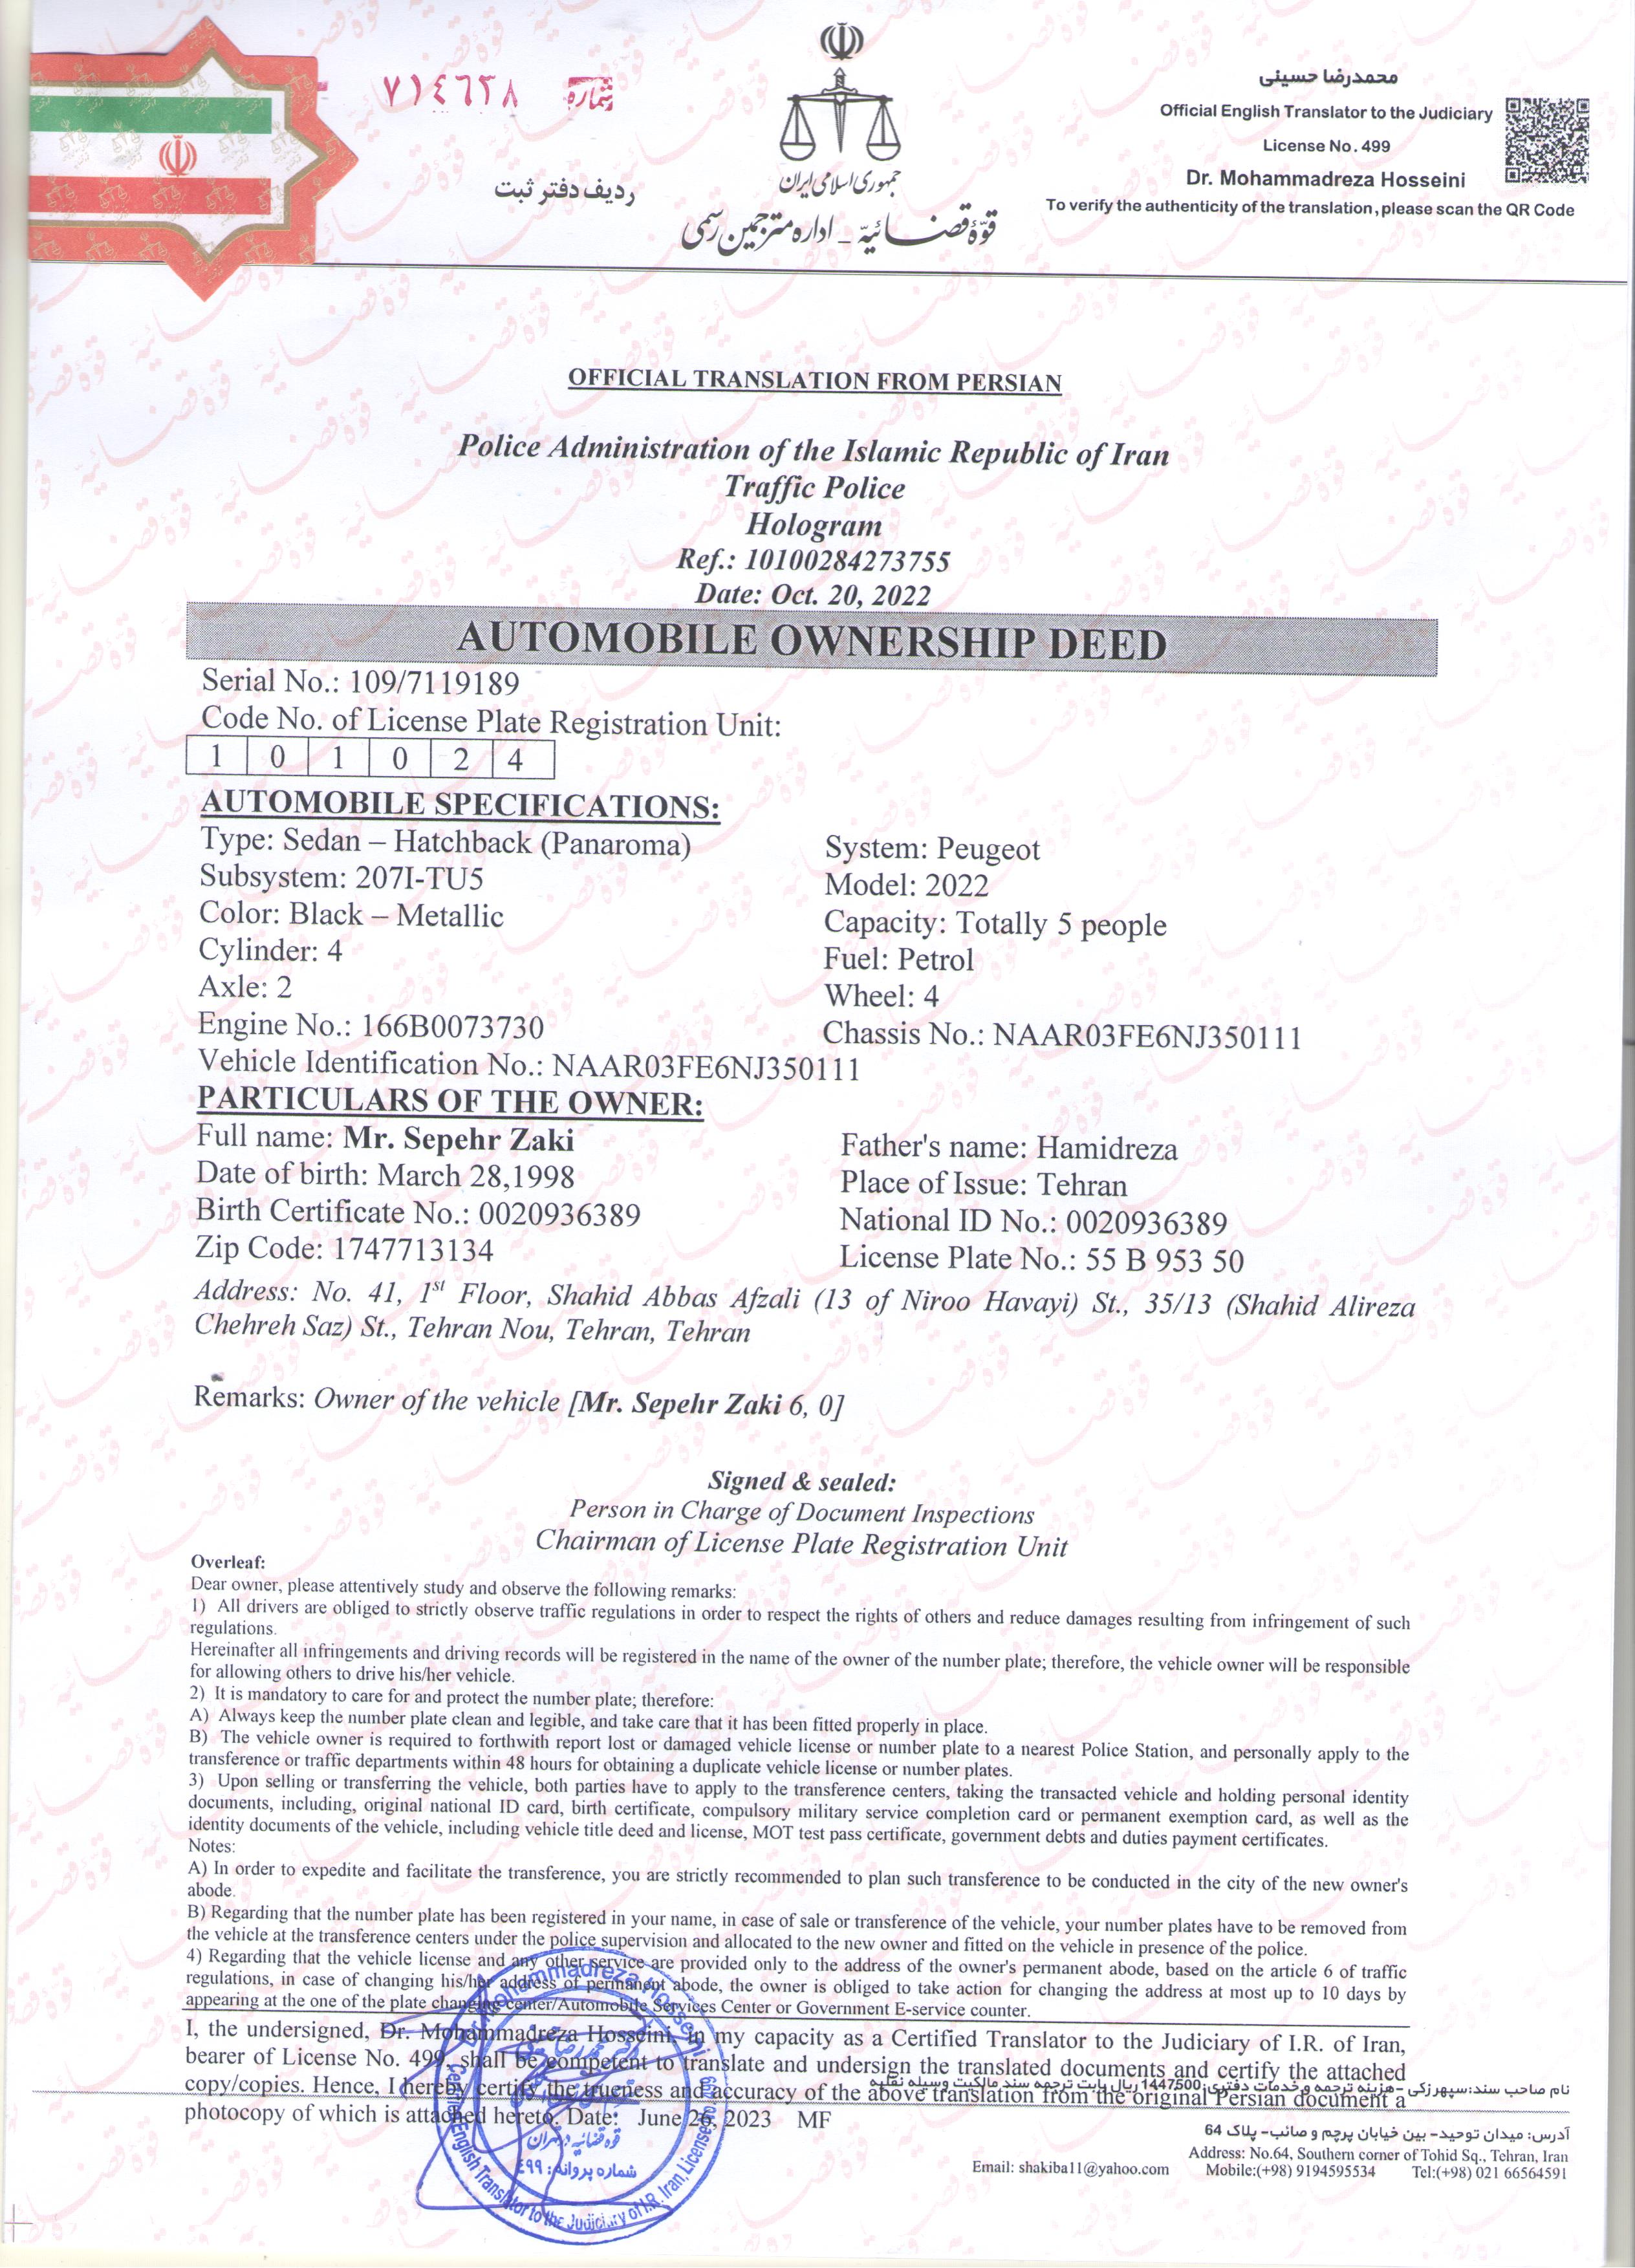 شماره ۷۱٤٦۲۸
ردیف دفتر ثبت
جمهوری اسلامی ایران
قوّهٔ قضائیّه - اداره مترجمین رسمی
محمدرضا حسینی
Official English Translator to the Judiciary
License No. 499
Dr. Mohammadreza Hosseini
To verify the authenticity of the translation, please scan the QR Code
OFFICIAL TRANSLATION FROM PERSIAN
Police Administration of the Islamic Republic of Iran
Traffic Police
Hologram
Ref.: 10100284273755
Date: Oct. 20, 2022
AUTOMOBILE OWNERSHIP DEED
Serial No.: 109/7119189
Code No. of License Plate Registration Unit:
1 0 1 0 2 4
AUTOMOBILE SPECIFICATIONS:
Type: Sedan – Hatchback (Panaroma) System: Peugeot
Subsystem: 207I-TU5 Model: 2022
Color: Black – Metallic Capacity: Totally 5 people
Cylinder: 4 Fuel: Petrol
Axle: 2 Wheel: 4
Engine No.: 166B0073730 Chassis No.: NAAR03FE6NJ350111
Vehicle Identification No.: NAAR03FE6NJ350111
PARTICULARS OF THE OWNER:
Full name: Mr. Sepehr Zaki Father's name: Hamidreza
Date of birth: March 28,1998 Place of Issue: Tehran
Birth Certificate No.: 0020936389 National ID No.: 0020936389
Zip Code: 1747713134 License Plate No.: 55 B 953 50
Address: No. 41, 1st Floor, Shahid Abbas Afzali (13 of Niroo Havayi) St., 35/13 (Shahid Alireza
Chehreh Saz) St., Tehran Nou, Tehran, Tehran
Remarks: Owner of the vehicle [Mr. Sepehr Zaki 6, 0]
Signed & sealed:
Person in Charge of Document Inspections
Chairman of License Plate Registration Unit
Overleaf:
Dear owner, please attentively study and observe the following remarks:
1) All drivers are obliged to strictly observe traffic regulations in order to respect the rights of others and reduce damages resulting from infringement of such
regulations.
Hereinafter all infringements and driving records will be registered in the name of the owner of the number plate; therefore, the vehicle owner will be responsible
for allowing others to drive his/her vehicle.
2) It is mandatory to care for and protect the number plate; therefore:
A) Always keep the number plate clean and legible, and take care that it has been fitted properly in place.
B) The vehicle owner is required to forthwith report lost or damaged vehicle license or number plate to a nearest Police Station, and personally apply to the
transference or traffic departments within 48 hours for obtaining a duplicate vehicle license or number plates.
3) Upon selling or transferring the vehicle, both parties have to apply to the transference centers, taking the transacted vehicle and holding personal identity
documents, including, original national ID card, birth certificate, compulsory military service completion card or permanent exemption card, as well as the
identity documents of the vehicle, including vehicle title deed and license, MOT test pass certificate, government debts and duties payment certificates.
Notes:
A) In order to expedite and facilitate the transference, you are strictly recommended to plan such transference to be conducted in the city of the new owner's
abode.
B) Regarding that the number plate has been registered in your name, in case of sale or transference of the vehicle, your number plates have to be removed from
the vehicle at the transference centers under the police supervision and allocated to the new owner and fitted on the vehicle in presence of the police.
4) Regarding that the vehicle license and any other service are provided only to the address of the owner's permanent abode, based on the article 6 of traffic
regulations, in case of changing his/her address of permanent abode, the owner is obliged to take action for changing the address at most up to 10 days by
appearing at the one of the plate changing center/Automobile Services Center or Government E-service counter.
I, the undersigned, Dr. Mohammadreza Hosseini, in my capacity as a Certified Translator to the Judiciary of I.R. of Iran,
bearer of License No. 499, shall be competent to translate and undersign the translated documents and certify the attached
copy/copies. Hence, I hereby certify the trueness and accuracy of the above translation from the original Persian document a
photocopy of which is attached hereto. Date: June 26, 2023 MF
نام صاحب سند:سپهرزکی -هزینه ترجمه و خدمات دفتری:1447500 ریال بابت ترجمه سند مالکیت وسیله نقلیه
آدرس: میدان توحید- بین خیابان پرچم و صائب- پلاک 64
Address: No.64, Southern corner of Tohid Sq., Tehran, Iran
Email: shakiba11@yahoo.com Mobile:(+98) 9194595534 Tel:(+98) 021 66564591
Dr. Mohammadreza Hosseini
Certified English Translator to the Judiciary of I.R. Iran, License No. 499
قوه قضائیه در تهران
شماره پروانه: ٤٩٩